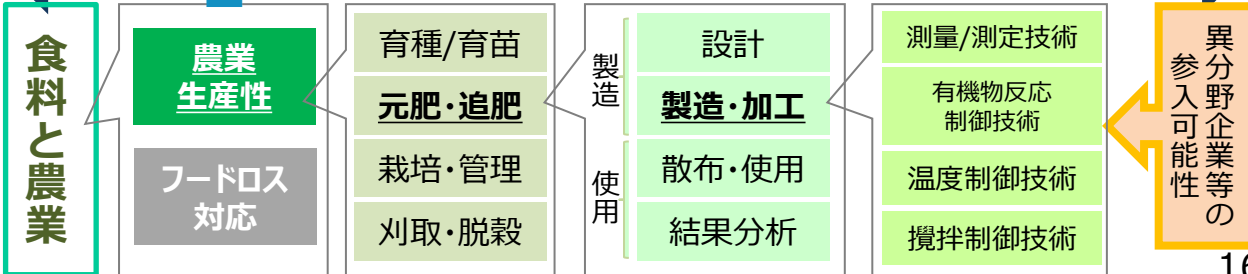 食料と農業
農業
生産性
フードロス
対応
育種/育苗
元肥・追肥
栽培・管理
刈取・脱穀
製造
使用
設計
製造・加工
散布・使用
結果分析
測量/測定技術
有機物反応
制御技術
温度制御技術
攪拌制御技術
異分野企業等の
参入可能性
16